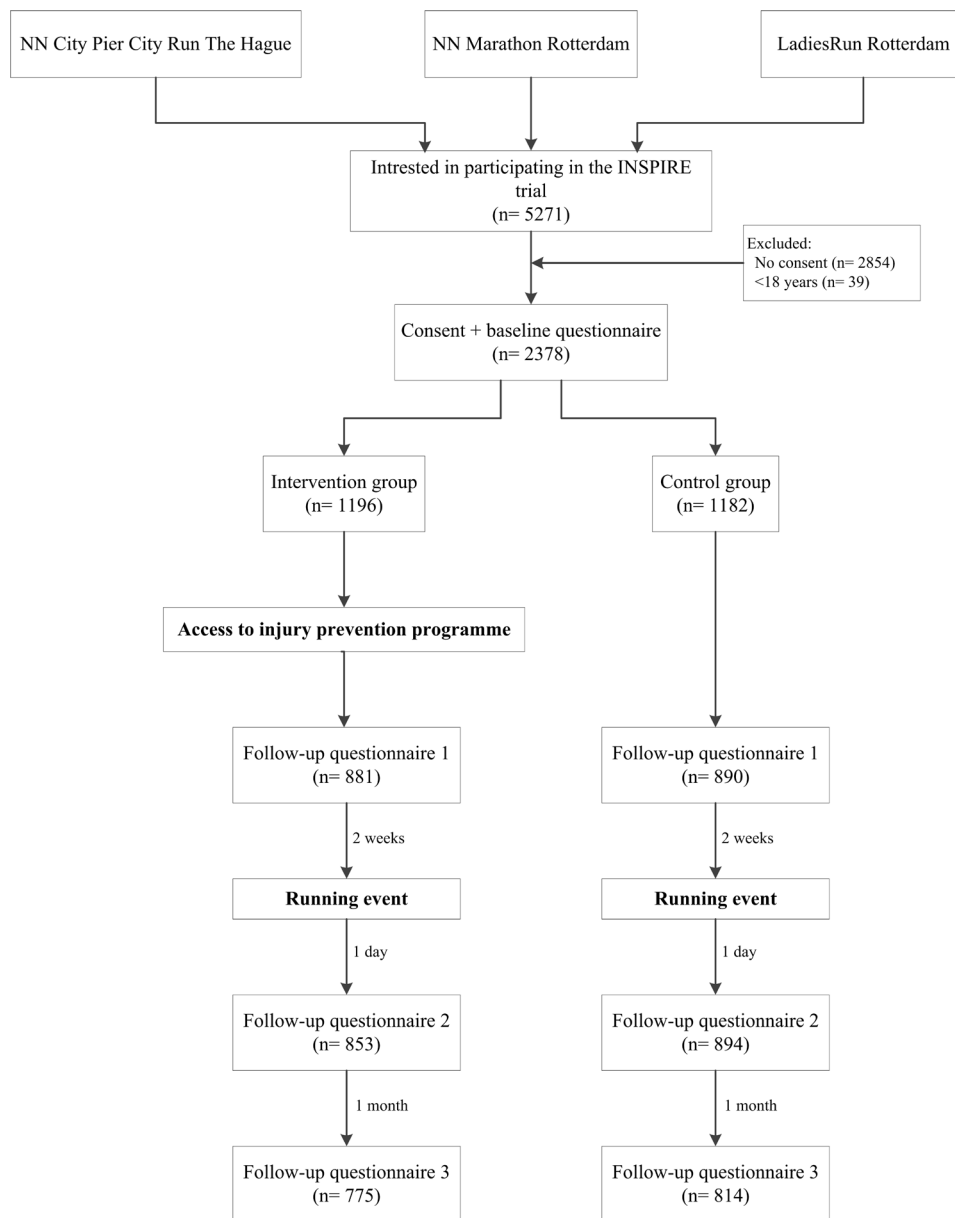 NN City Pier City Run The Hague
NN Marathon Rotterdam
LadiesRun Rotterdam
Intrested in participating in the INSPIRE
trial
(n= 5271)
Excluded:
No consent (n= 2854)
<18 years (n= 39)
Consent + baseline questionnaire
(n= 2378)
Intervention group
(n= 1196)
Control group
(n= 1182)
Access to injury prevention programme
Follow-up questionnaire 1
(n= 881)
Follow-up questionnaire 1
(n= 890)
2 weeks
2 weeks
Running event
Running event
1 day
1 day
Follow-up questionnaire 2
(n= 853)
Follow-up questionnaire 2
(n= 894)
1 month
1 month
Follow-up questionnaire 3
(n= 775)
Follow-up questionnaire 3
(n= 814)